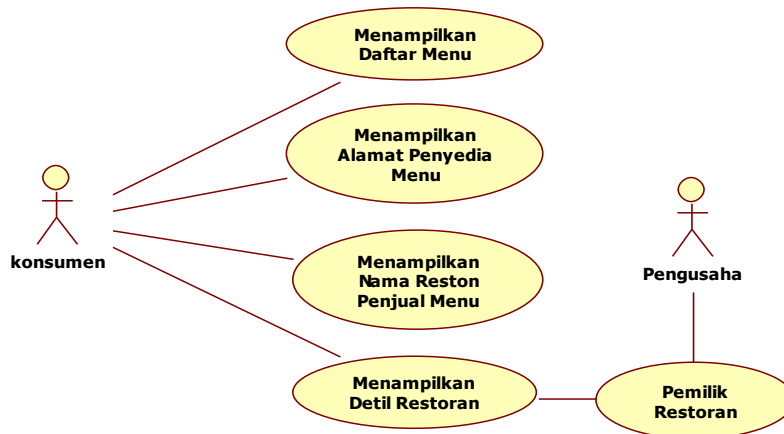 Menampilkan
Daftar Menu
Menampilkan
Alamat Penyedia
Menu
konsumen
Menampilkan
Nama Reston
Penjual Menu
Pengusaha
Menampilkan
Detil Restoran
Pemilik
Restoran